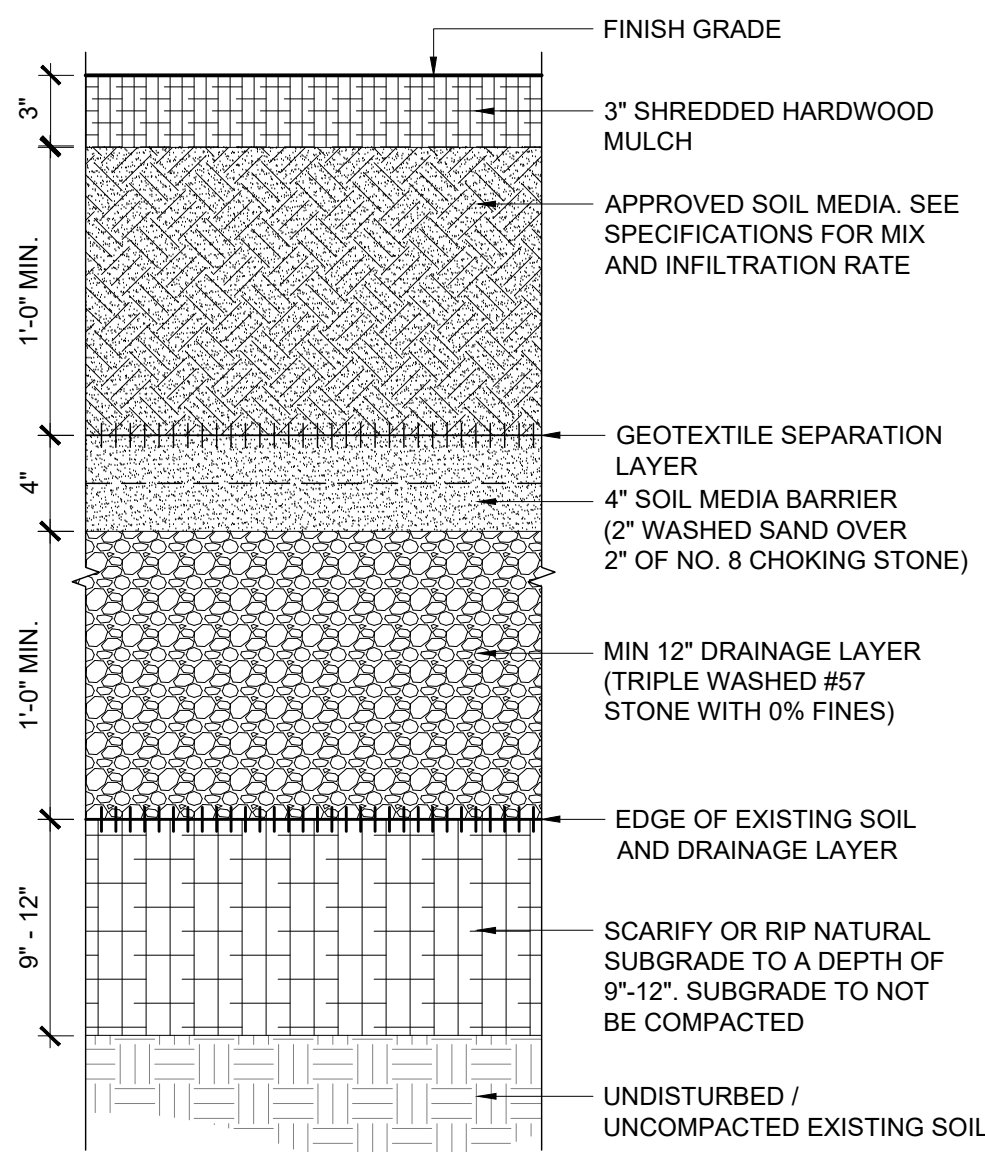 FINISH GRADE
3"
3" SHREDDED HARDWOOD
MULCH
1'-0" MIN.
APPROVED SOIL MEDIA. SEE
SPECIFICATIONS FOR MIX
AND INFILTRATION RATE
GEOTEXTILE SEPARATION
LAYER
4"
4" SOIL MEDIA BARRIER
(2" WASHED SAND OVER
2" OF NO. 8 CHOKING STONE)
1'-0" MIN.
MIN 12" DRAINAGE LAYER
(TRIPLE WASHED #57
STONE WITH 0% FINES)
EDGE OF EXISTING SOIL
AND DRAINAGE LAYER
9" - 12"
SCARIFY OR RIP NATURAL
SUBGRADE TO A DEPTH OF
9"-12". SUBGRADE TO NOT
BE COMPACTED
UNDISTURBED /
UNCOMPACTED EXISTING SOIL